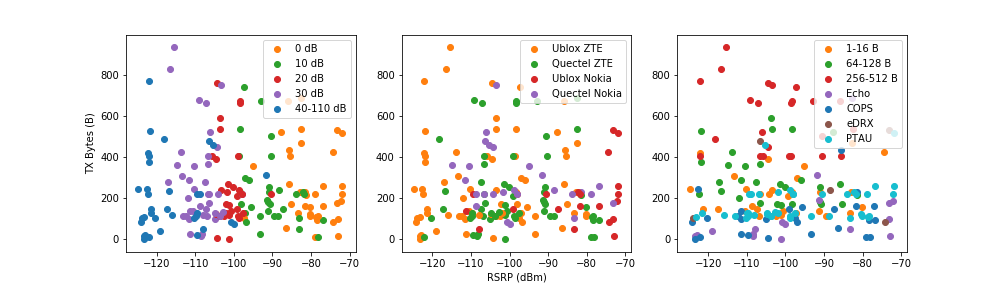 TX Bytes (B)
800
600
400
200
0
−120
−110
−100
−90
−80
−70
0 dB
10 dB
20 dB
30 dB
40-110 dB
800
600
400
200
0
−120
−110
−100
−90
−80
−70
RSRP (dBm)
Ublox ZTE
Quectel ZTE
Ublox Nokia
Quectel Nokia
800
600
400
200
0
−120
−110
−100
−90
−80
−70
1-16 B
64-128 B
256-512 B
Echo
COPS
eDRX
PTAU